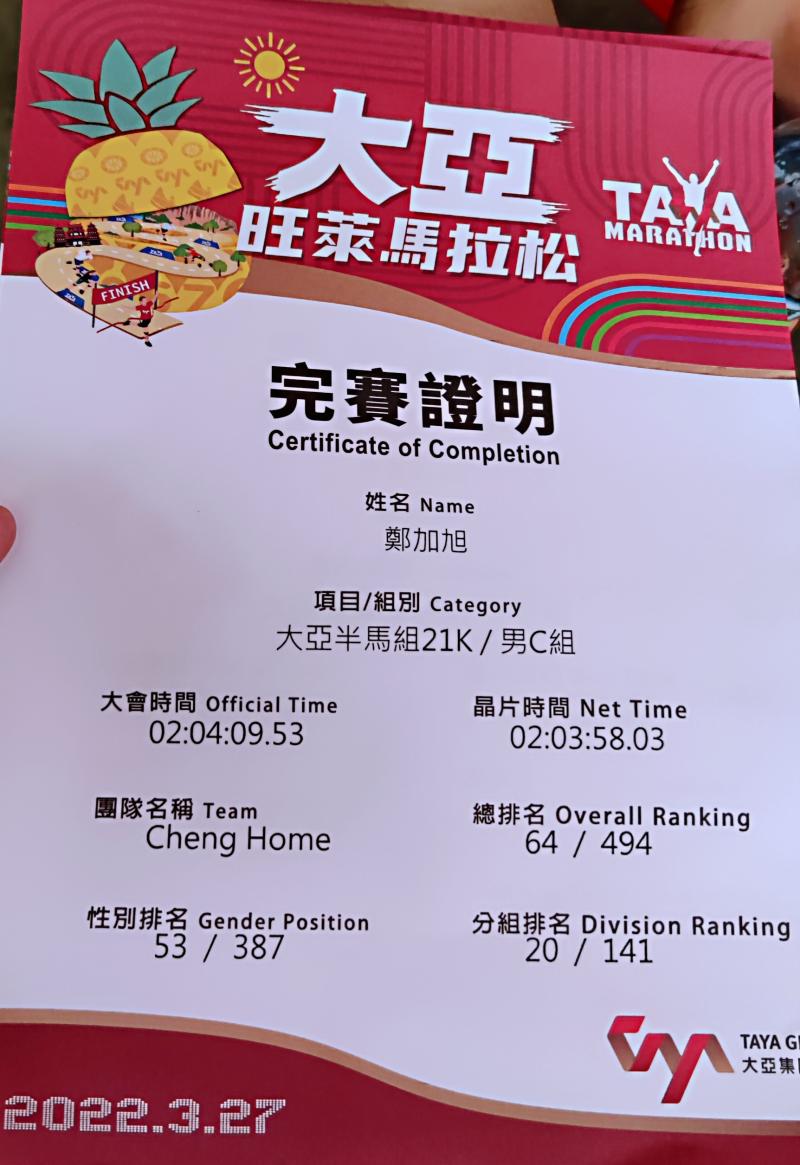 大亞
旺萊馬拉松
TAYA
MARATHON
FINISH
完賽證明
Certificate of Completion
姓名 Name
鄭加旭
項目/組別 Category
大亞半馬組21K / 男C組
大會時間 Official Time
02:04:09.53
晶片時間 Net Time
02:03:58.03
團隊名稱 Team
Cheng Home
總排名 Overall Ranking
64 / 494
性別排名 Gender Position
53 / 387
分組排名 Division Ranking
20 / 141
TAYA
大亞集
2022.3.27